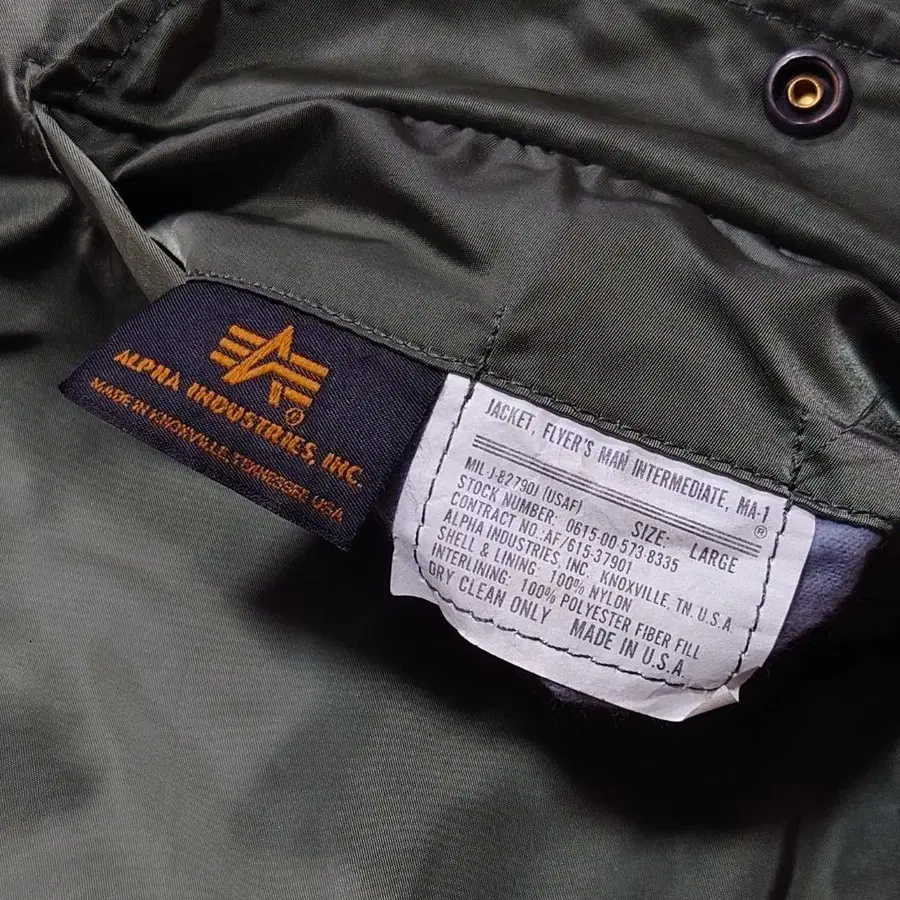 ALPHA INDUSTRIES, INC.
MADE IN KNOXVILLE, TENNESSEE USA
JACKET, FLYER'S MAN INTERMEDIATE, MA-1
®
MIL.J-82790J (USAF) SIZE: LARGE
STOCK NUMBER: 0615-00-573-8335
CONTRACT NO. AF/615-37901
ALPHA INDUSTRIES, INC, KNOXVILLE, TN. U.S.A.
SHELL & LINING: 100% NYLON
INTERLINING: 100% POLYESTER FIBER FILL
DRY CLEAN ONLY MADE IN U.S.A.